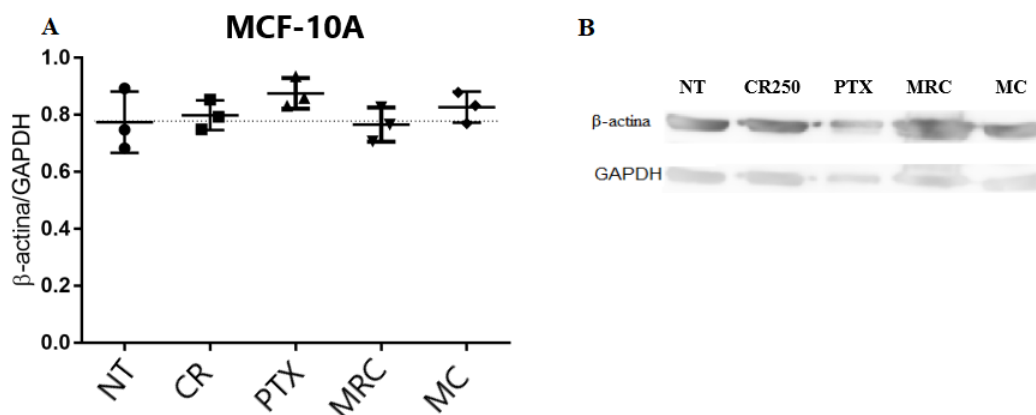 A
MCF-10A
β-actina/GAPDH
1.0
0.8
0.6
0.4
0.2
0.0
NT CR PTX MRC MC
B
NT CR250 PTX MRC MC
β-actina
GAPDH